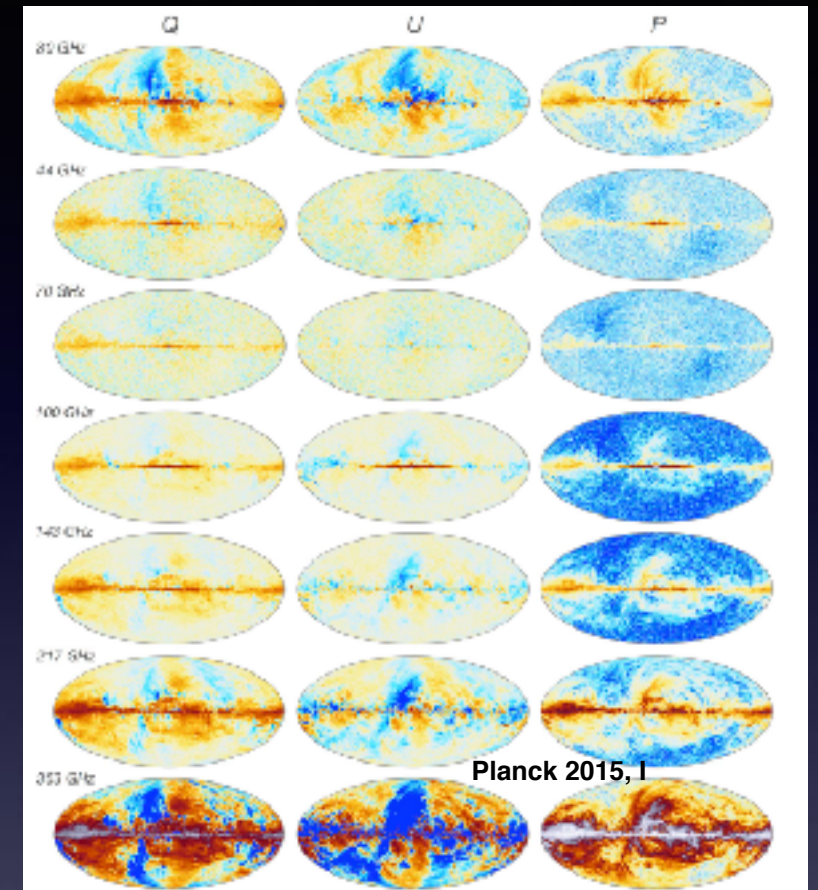 Q U P
30 GHz
44 GHz
70 GHz
100 GHz
143 GHz
217 GHz
Planck 2015, I
353 GHz